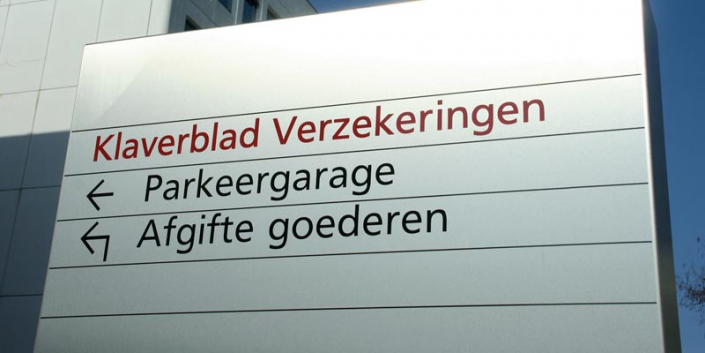 Klaverblad Verzekeringen
Parkeergarage
Afgifte goederen